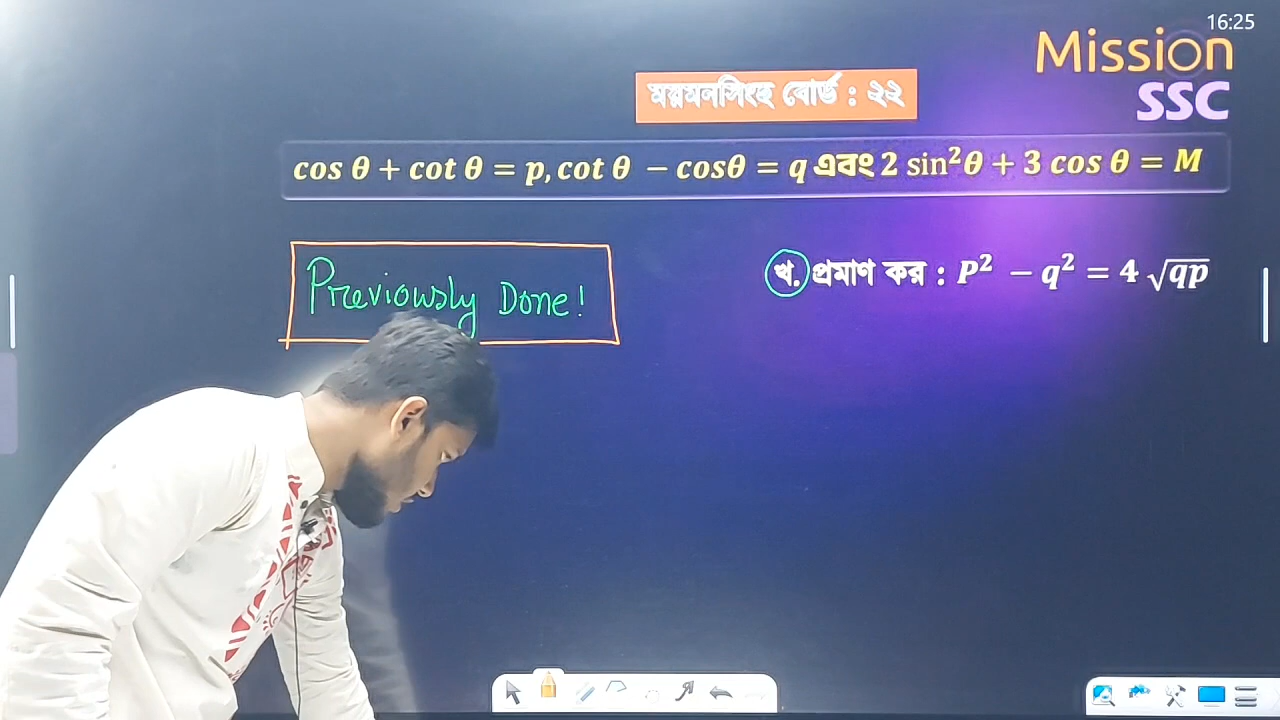 16:25
Mission
SSC
ময়মনসিংহ বোর্ড : ২২
cos θ + cot θ = p, cot θ − cosθ = q এবং 2 sin²θ + 3 cos θ = M
Previously Done!
খ. প্রমাণ কর : P² − q² = 4 √qp